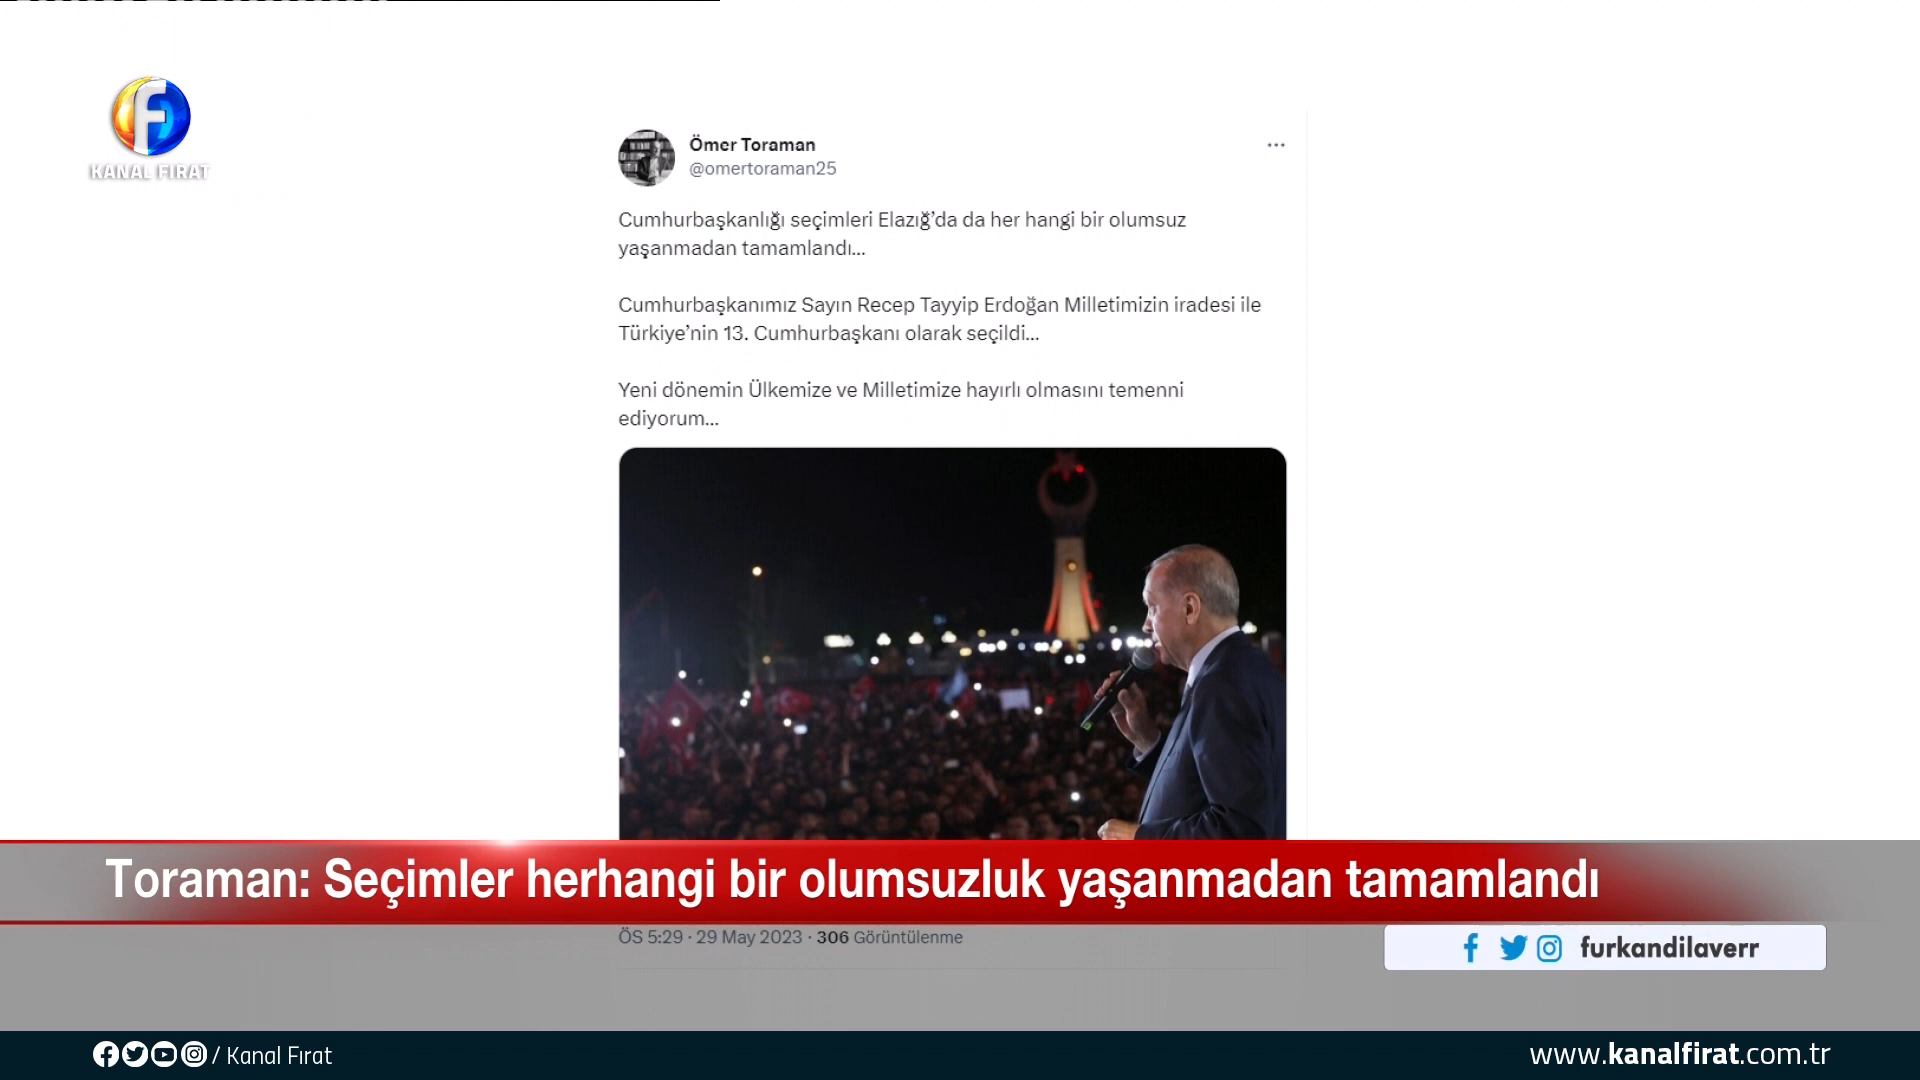 KANAL FIRAT
Ömer Toraman
@omertoraman25
Cumhurbaşkanlığı seçimleri Elazığ’da da her hangi bir olumsuz
yaşanmadan tamamlandı...
Cumhurbaşkanımız Sayın Recep Tayyip Erdoğan Milletimizin iradesi ile
Türkiye’nin 13. Cumhurbaşkanı olarak seçildi...
Yeni dönemin Ülkemize ve Milletimize hayırlı olmasını temenni
ediyorum...
Toraman: Seçimler herhangi bir olumsuzluk yaşanmadan tamamlandı
ÖS 5:29 · 29 May 2023 · 306 Görüntülenme
furkandilaverr
/ Kanal Fırat
www.kanalfirat.com.tr